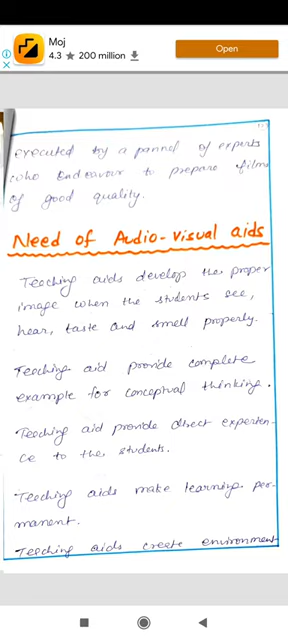 Moj
4.3 ★ 200 million
Open
executed by a pannel of experts
who endeavour to prepare films
of good quality.
Need of Audio-visual aids
Teaching aids develop the proper
image when the students see,
hear, taste and smell properly.
Teaching aid provide complete
example for conceptual thinking.
Teaching aid provide direct experien-
ce to the students.
Teaching aids make learning per-
manent.
Teaching aids create environment